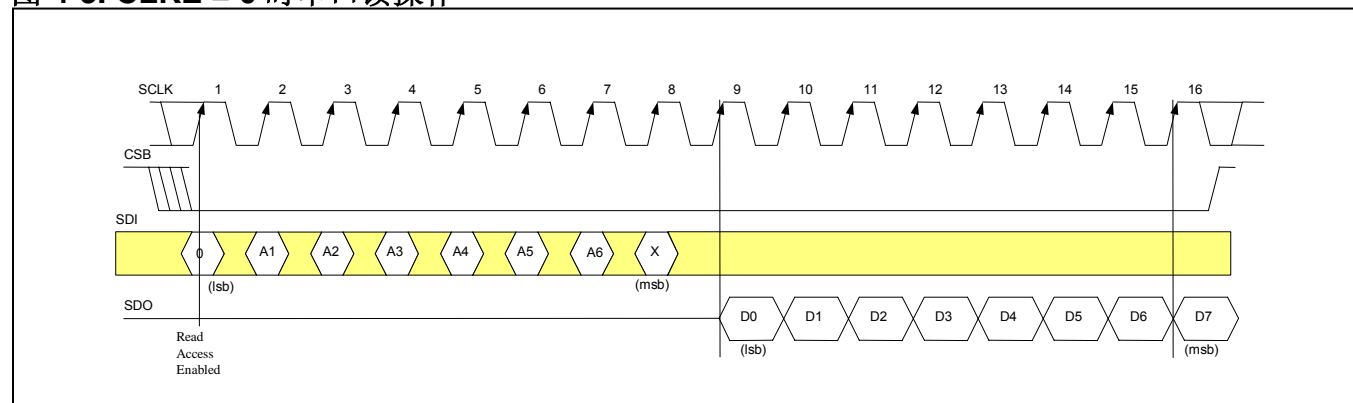 SCLK 1 2 3 4 5 6 7 8 9 10 11 12 13 14 15 16
CSB
SDI
0 A1 A2 A3 A4 A5 A6 X
(lsb) (msb)
SDO
D0 D1 D2 D3 D4 D5 D6 D7
(lsb) (msb)
Read
Access
Enabled